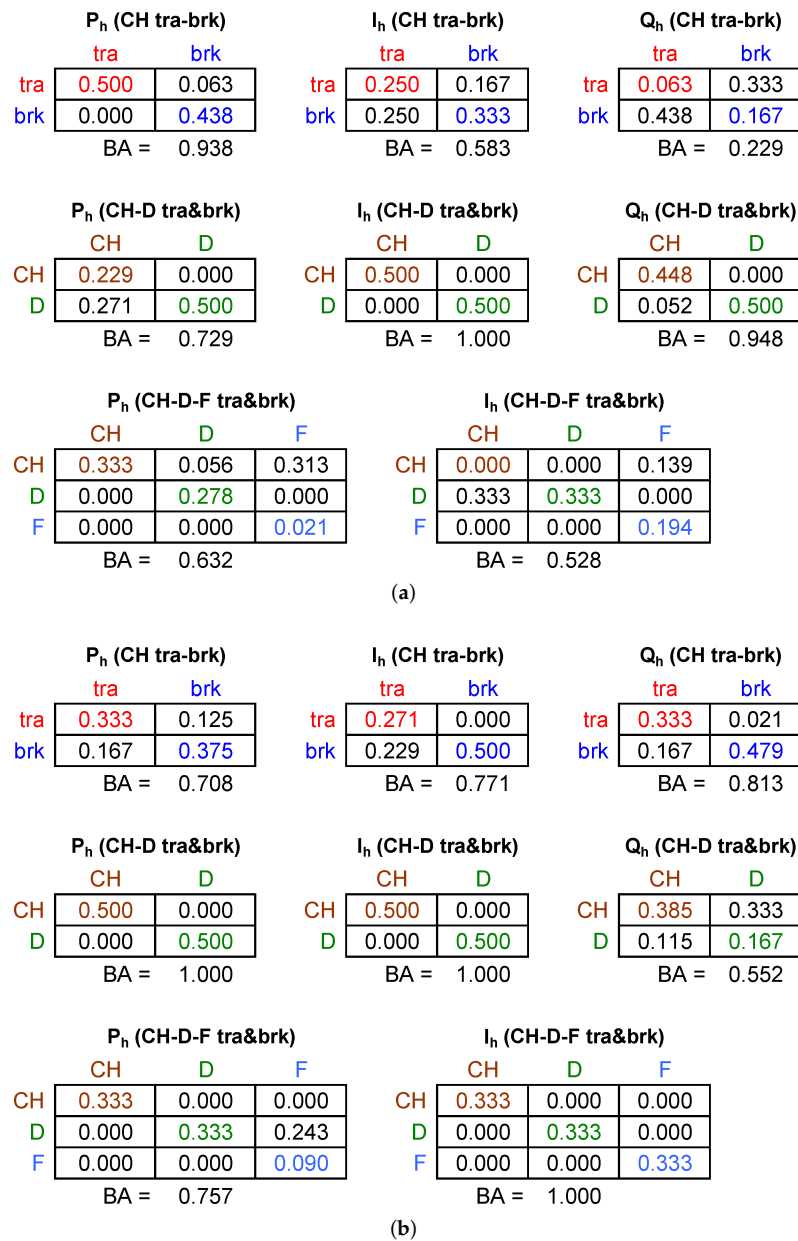 Pₕ (CH tra-brk) Iₕ (CH tra-brk) Qₕ (CH tra-brk)
tra brk tra brk tra brk
tra 0.500 0.063 tra 0.250 0.167 tra 0.063 0.333
brk 0.000 0.438 brk 0.250 0.333 brk 0.438 0.167
BA = 0.938 BA = 0.583 BA = 0.229
Pₕ (CH-D tra&brk) Iₕ (CH-D tra&brk) Qₕ (CH-D tra&brk)
CH D CH D CH D
CH 0.229 0.000 CH 0.500 0.000 CH 0.448 0.000
D 0.271 0.500 D 0.000 0.500 D 0.052 0.500
BA = 0.729 BA = 1.000 BA = 0.948
Pₕ (CH-D-F tra&brk) Iₕ (CH-D-F tra&brk)
CH D F CH D F
CH 0.333 0.056 0.313 CH 0.000 0.000 0.139
D 0.000 0.278 0.000 D 0.333 0.333 0.000
F 0.000 0.000 0.021 F 0.000 0.000 0.194
BA = 0.632 BA = 0.528
(a)
Pₕ (CH tra-brk) Iₕ (CH tra-brk) Qₕ (CH tra-brk)
tra brk tra brk tra brk
tra 0.333 0.125 tra 0.271 0.000 tra 0.333 0.021
brk 0.167 0.375 brk 0.229 0.500 brk 0.167 0.479
BA = 0.708 BA = 0.771 BA = 0.813
Pₕ (CH-D tra&brk) Iₕ (CH-D tra&brk) Qₕ (CH-D tra&brk)
CH D CH D CH D
CH 0.500 0.000 CH 0.500 0.000 CH 0.385 0.333
D 0.000 0.500 D 0.000 0.500 D 0.115 0.167
BA = 1.000 BA = 1.000 BA = 0.552
Pₕ (CH-D-F tra&brk) Iₕ (CH-D-F tra&brk)
CH D F CH D F
CH 0.333 0.000 0.000 CH 0.333 0.000 0.000
D 0.000 0.333 0.243 D 0.000 0.333 0.000
F 0.000 0.000 0.090 F 0.000 0.000 0.333
BA = 0.757 BA = 1.000
(b)